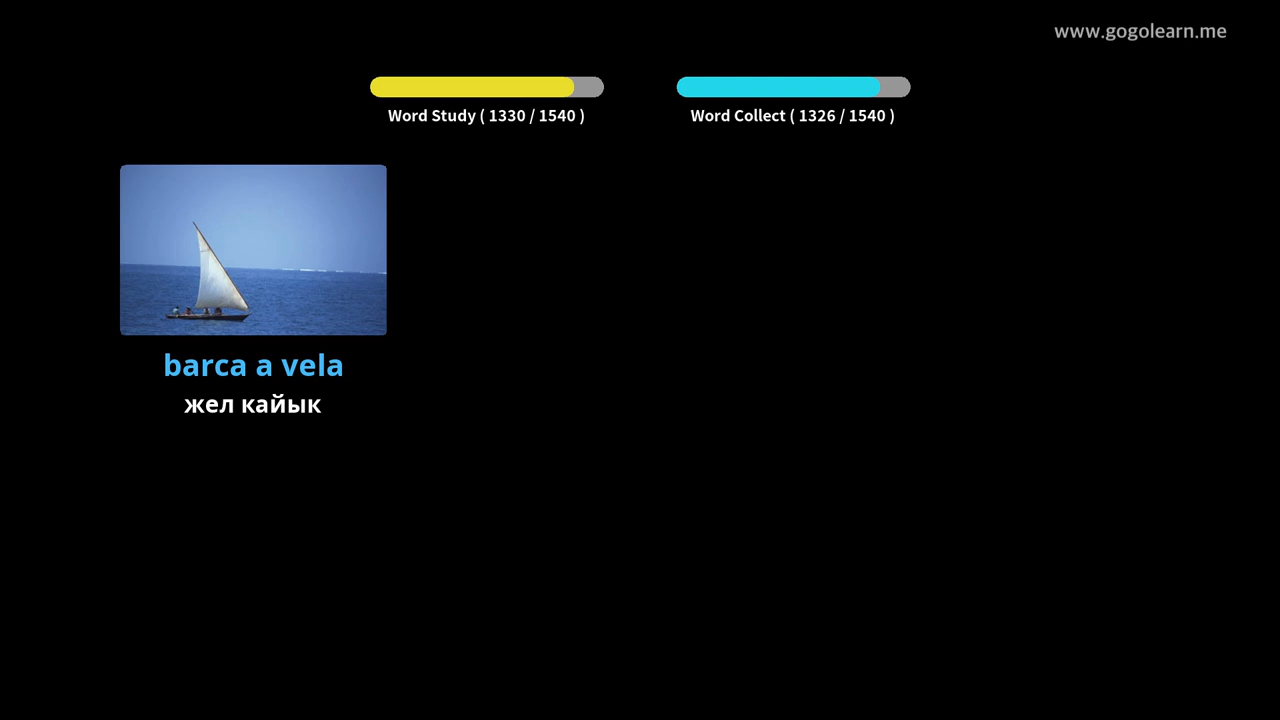 www.gogolearn.me
Word Study ( 1330 / 1540 )
Word Collect ( 1326 / 1540 )
barca a vela
жел кайык